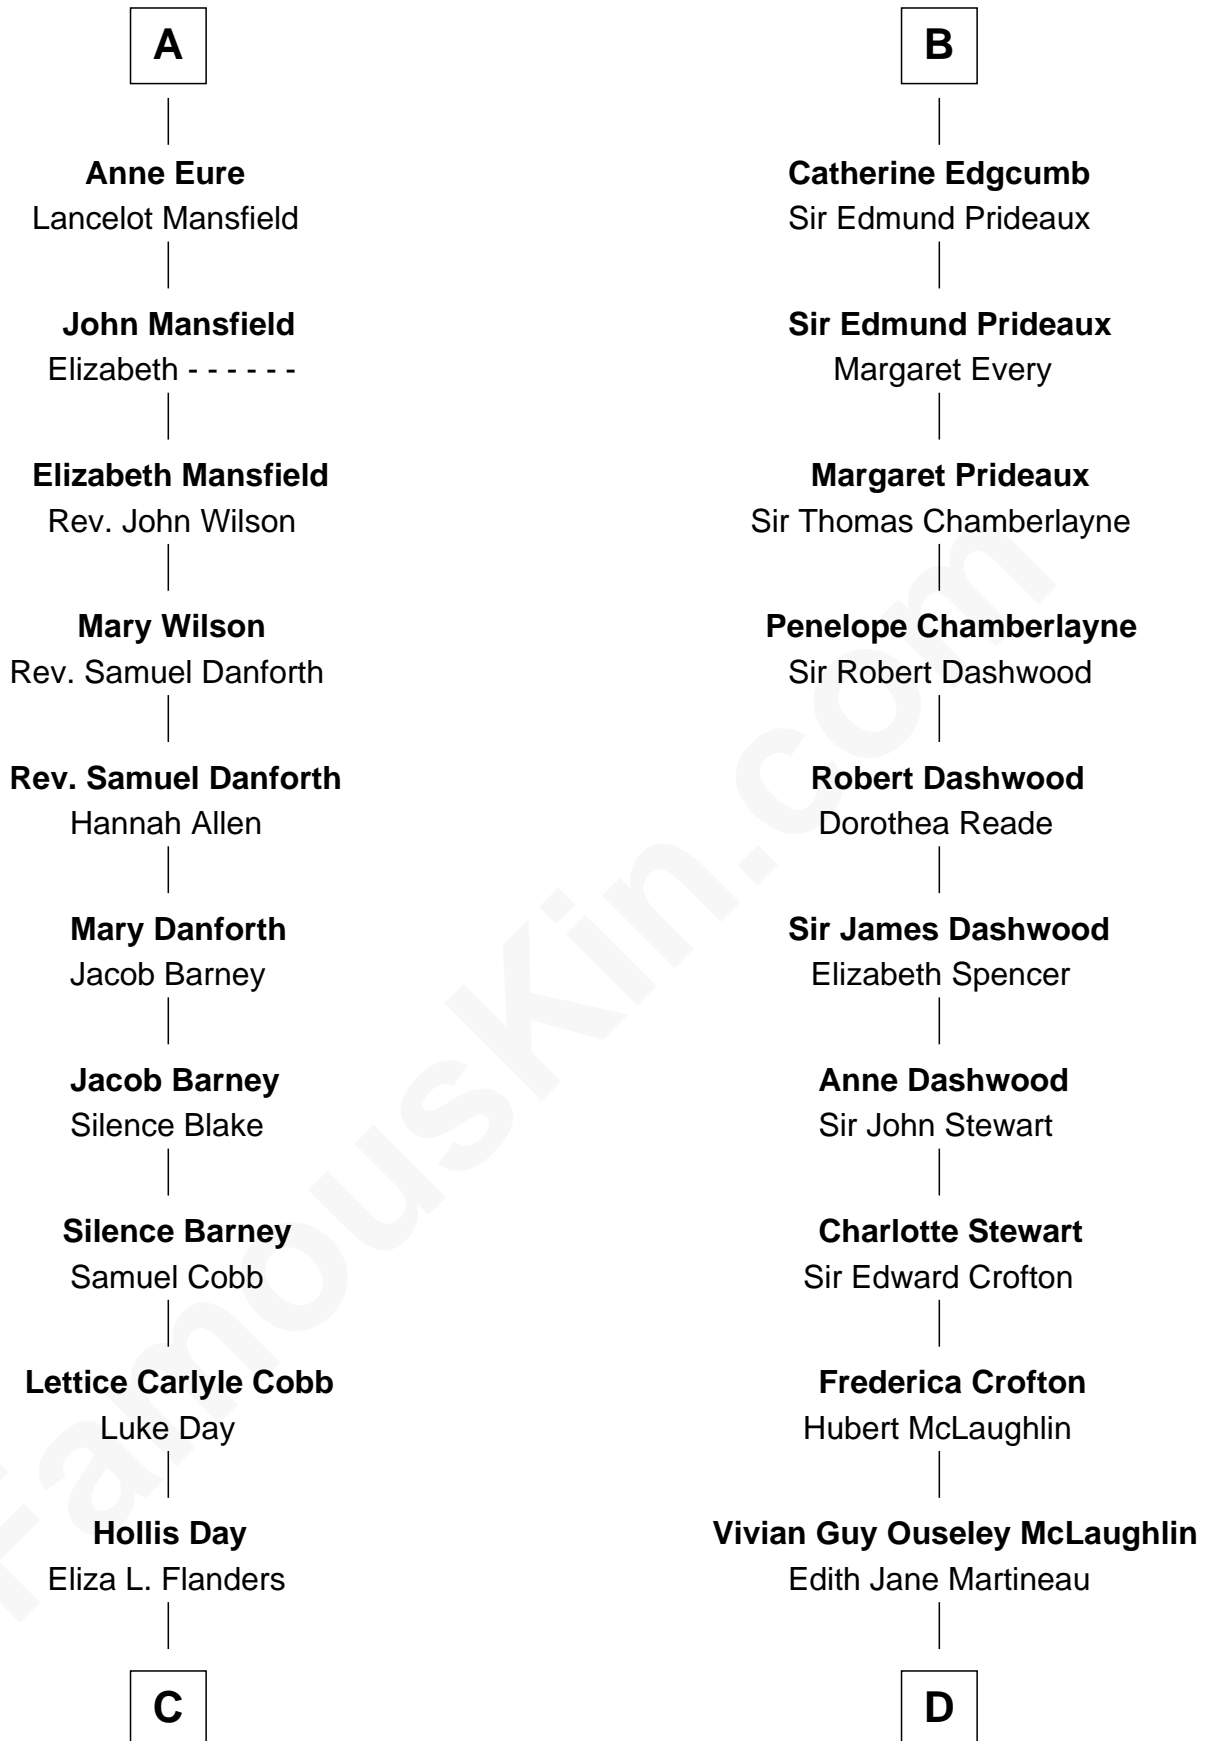 A
Anne Eure
Lancelot Mansfield
John Mansfield
Elizabeth - - - - - -
Elizabeth Mansfield
Rev. John Wilson
Mary Wilson
Rev. Samuel Danforth
Rev. Samuel Danforth
Hannah Allen
Mary Danforth
Jacob Barney
Jacob Barney
Silence Blake
Silence Barney
Samuel Cobb
Lettice Carlyle Cobb
Luke Day
Hollis Day
Eliza L. Flanders
C
B
Catherine Edgcumb
Sir Edmund Prideaux
Sir Edmund Prideaux
Margaret Every
Margaret Prideaux
Sir Thomas Chamberlayne
Penelope Chamberlayne
Sir Robert Dashwood
Robert Dashwood
Dorothea Reade
Sir James Dashwood
Elizabeth Spencer
Anne Dashwood
Sir John Stewart
Charlotte Stewart
Sir Edward Crofton
Frederica Crofton
Hubert McLaughlin
Vivian Guy Ouseley McLaughlin
Edith Jane Martineau
D
FamousKin.com